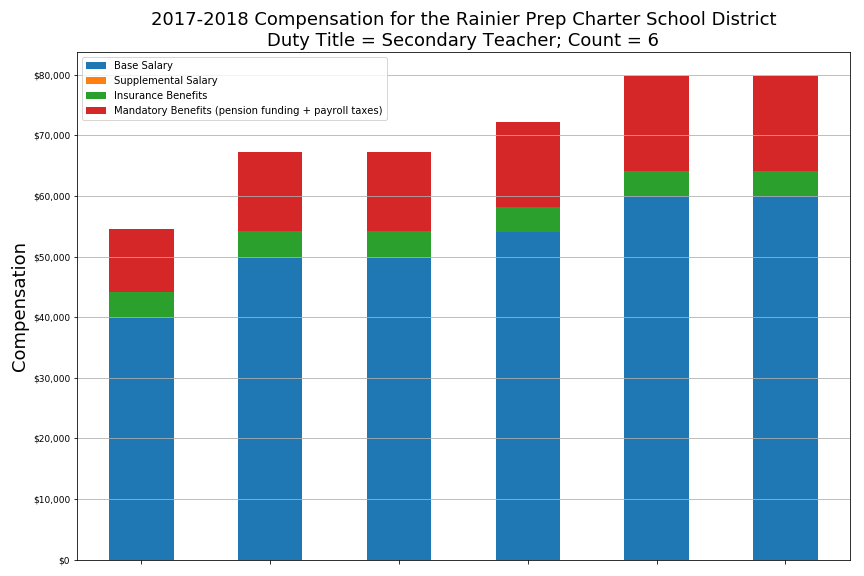 2017-2018 Compensation for the Rainier Prep Charter School District
Duty Title = Secondary Teacher; Count = 6
Base Salary
Supplemental Salary
Insurance Benefits
Mandatory Benefits (pension funding + payroll taxes)
$80,000
$70,000
$60,000
$50,000
$40,000
$30,000
$20,000
$10,000
$0
Compensation